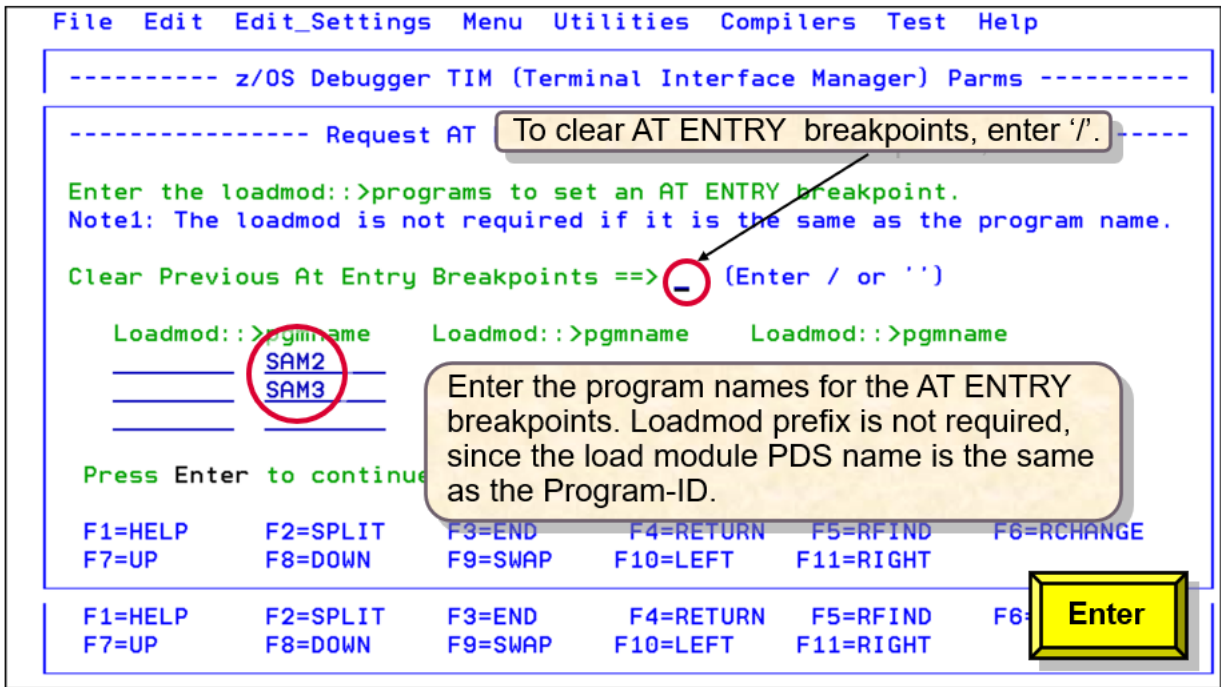 File Edit Edit_Settings Menu Utilities Compilers Test Help
---------- z/OS Debugger TIM (Terminal Interface Manager) Parms ----------
---------------- Request AT
To clear AT ENTRY breakpoints, enter ‘/’.
-----
Enter the loadmod::>programs to set an AT ENTRY breakpoint.
Note1: The loadmod is not required if it is the same as the program name.
Clear Previous At Entry Breakpoints ==> _ (Enter / or '')
Loadmod::>pgmname Loadmod::>pgmname Loadmod::>pgmname
SAM2
SAM3
Enter the program names for the AT ENTRY
breakpoints. Loadmod prefix is not required,
since the load module PDS name is the same
as the Program-ID.
Press Enter to continue
F1=HELP F2=SPLIT F3=END F4=RETURN F5=RFIND F6=RCHANGE
F7=UP F8=DOWN F9=SWAP F10=LEFT F11=RIGHT
F1=HELP F2=SPLIT F3=END F4=RETURN F5=RFIND F6=
F7=UP F8=DOWN F9=SWAP F10=LEFT F11=RIGHT
Enter